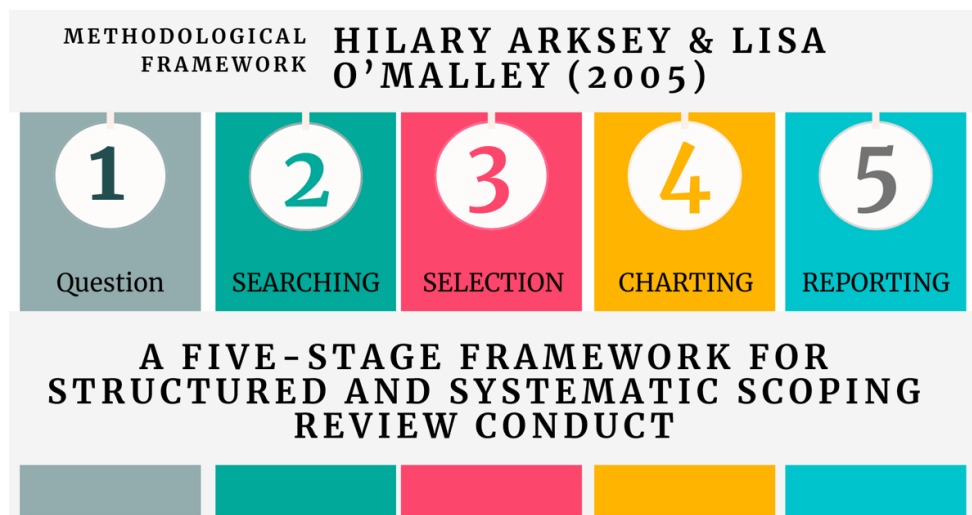 METHODOLOGICAL
FRAMEWORK
HILARY ARKSEY & LISA
O’MALLEY (2005)
1
2
3
4
5
Question
SEARCHING
SELECTION
CHARTING
REPORTING
A FIVE-STAGE FRAMEWORK FOR
STRUCTURED AND SYSTEMATIC SCOPING
REVIEW CONDUCT